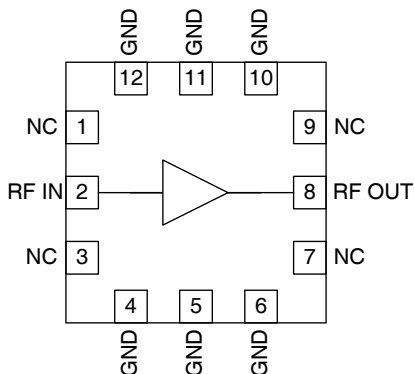 GND GND GND
12 11 10
NC 1 9 NC
RF IN 2 8 RF OUT
NC 3 7 NC
4 5 6
GND GND GND